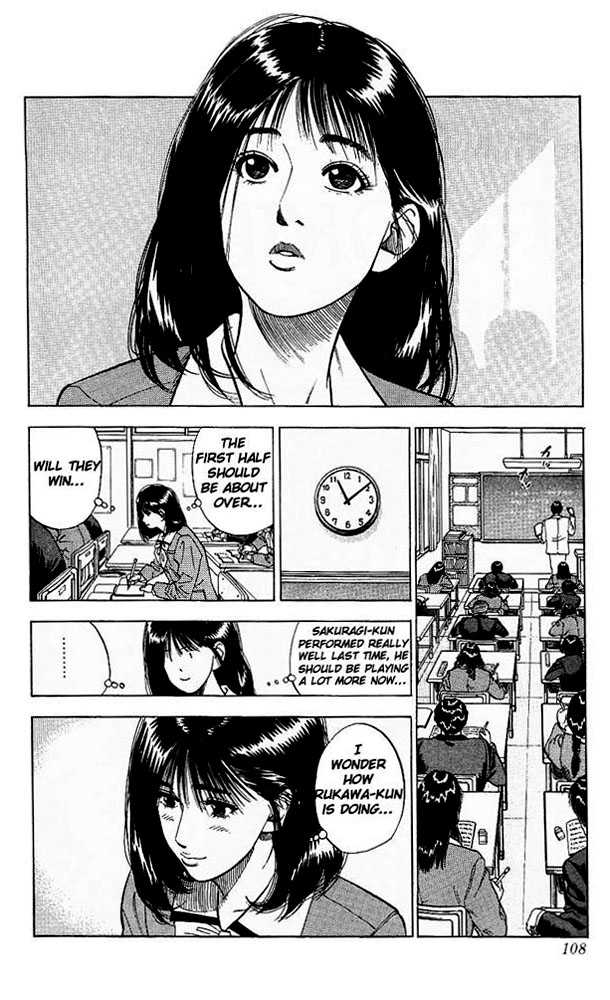 THE
FIRST HALF
SHOULD
BE ABOUT
OVER...
WILL THEY
WIN...
SAKURAGI-KUN
PERFORMED REALLY
WELL LAST TIME, HE
SHOULD BE PLAYING
A LOT MORE NOW...
........
I
WONDER
HOW
RUKAWA-KUN
IS DOING...
108